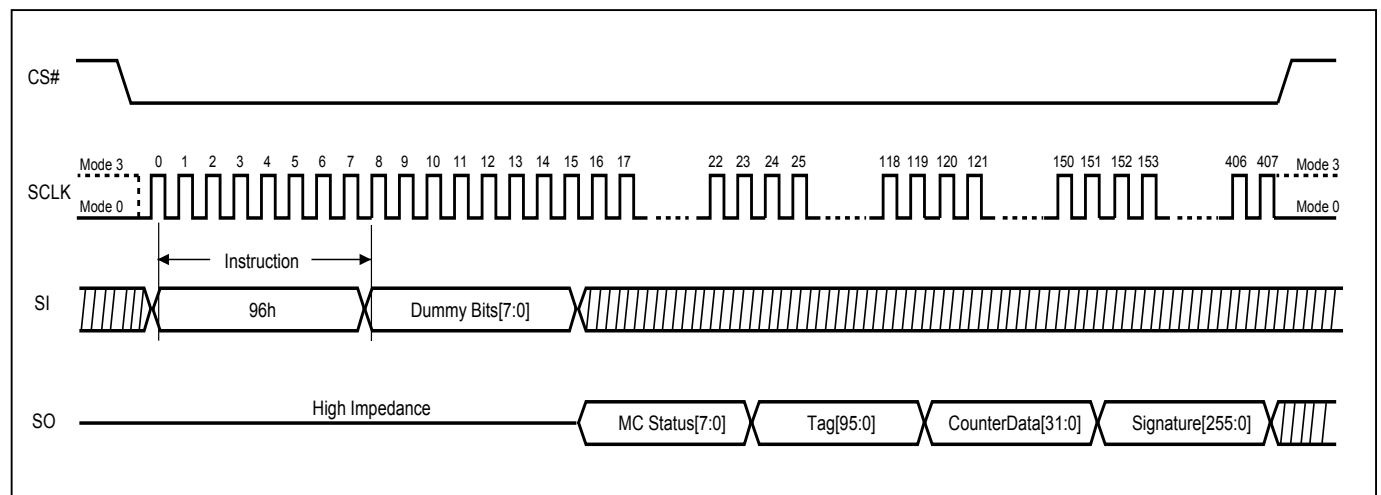 CS#
Mode 3 0 1 2 3 4 5 6 7 8 9 10 11 12 13 14 15 16 17 22 23 24 25 118 119 120 121 150 151 152 153 406 407 Mode 3
SCLK
Mode 0 Mode 0
Instruction
SI 96h Dummy Bits[7:0]
High Impedance
SO MC Status[7:0] Tag[95:0] CounterData[31:0] Signature[255:0]